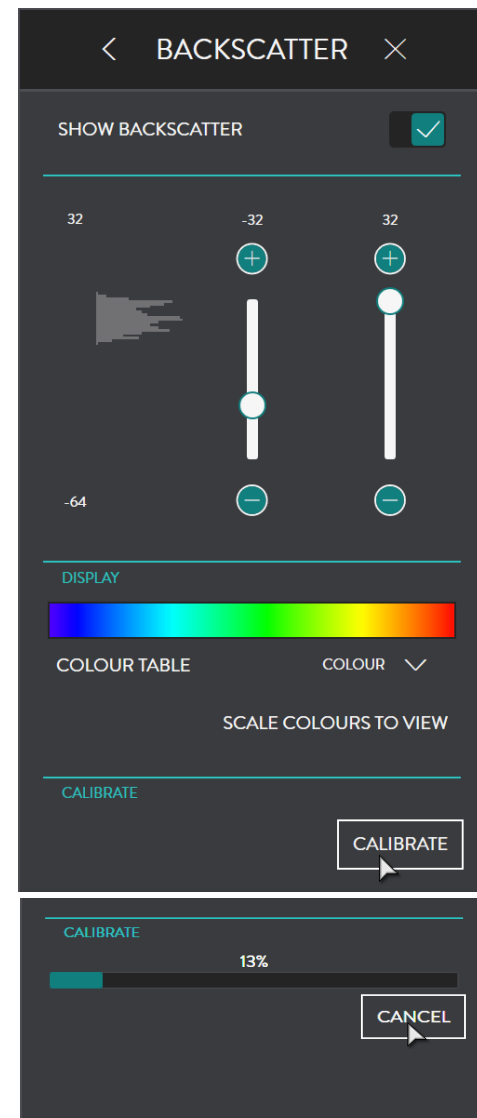 BACKSCATTER
SHOW BACKSCATTER
32 -32 32
-64
DISPLAY
COLOUR TABLE COLOUR
SCALE COLOURS TO VIEW
CALIBRATE
CALIBRATE
CALIBRATE
13%
CANCEL